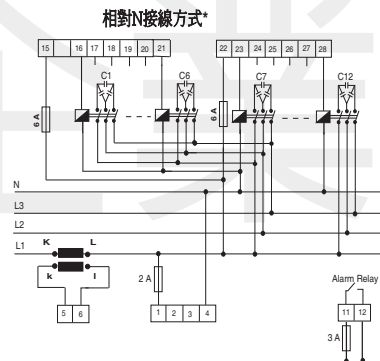 相對N接線方式*
15 16 17 18 19 20 21 22 23 24 25 26 27 28
C1 C6 C7 C12
6 A 6 A
N
L3
L2
L1
K L
k l
2 A
Alarm Relay
5 6 1 2 3 4 11 12
3 A